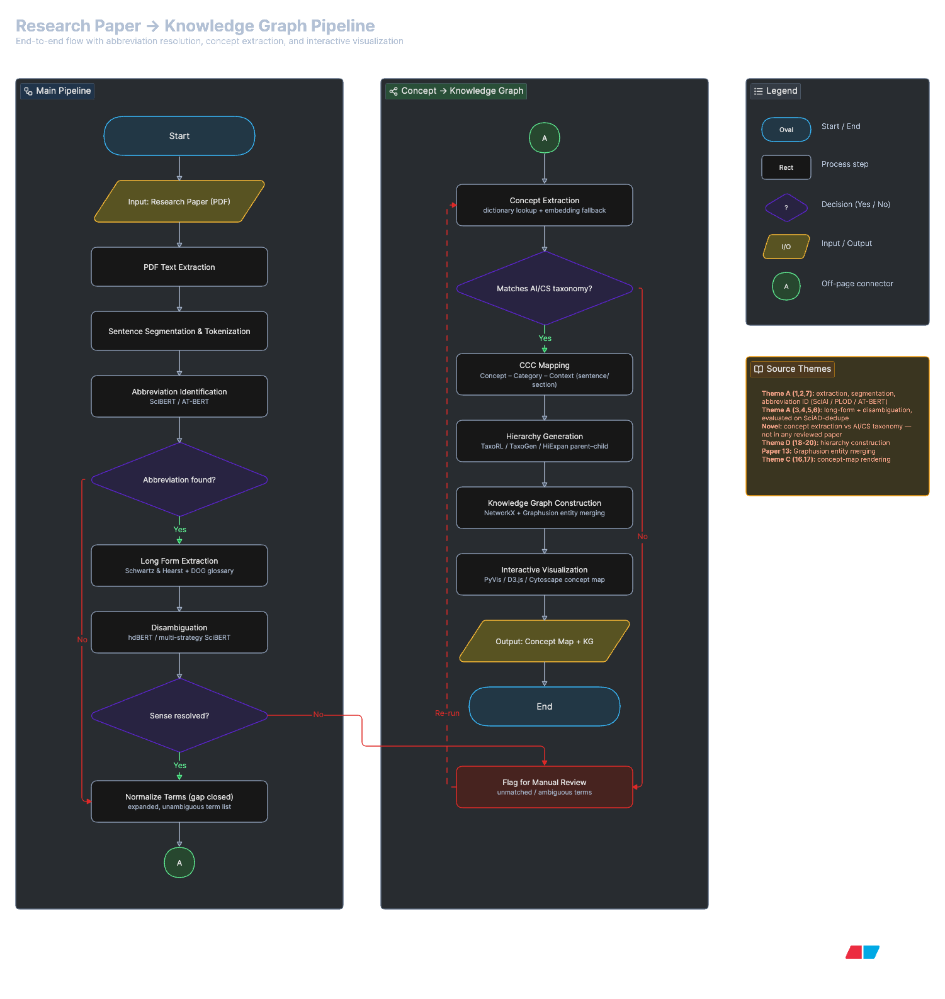 Research Paper → Knowledge Graph Pipeline
End-to-end flow with abbreviation resolution, concept extraction, and interactive visualization
Main Pipeline
Start
Input: Research Paper (PDF)
PDF Text Extraction
Sentence Segmentation & Tokenization
Abbreviation Identification
SciBERT / AT-BERT
Abbreviation found?
Yes
Long Form Extraction
Schwartz & Hearst + DOG glossary
Disambiguation
hdBERT / multi-strategy SciBERT
No
Sense resolved?
No
Yes
Normalize Terms (gap closed)
expanded, unambiguous term list
A
Concept → Knowledge Graph
A
Concept Extraction
dictionary lookup + embedding fallback
Matches AI/CS taxonomy?
Yes
CCC Mapping
Concept – Category – Context (sentence/
section)
Hierarchy Generation
TaxoRL / TaxoGen / HiExpan parent–child
Knowledge Graph Construction
NetworkX + Graphusion entity merging
No
Interactive Visualization
PyVis / D3.js / Cytoscape concept map
Output: Concept Map + KG
End
Re-run
Flag for Manual Review
unmatched / ambiguous terms
Legend
Oval
Start / End
Rect
Process step
?
Decision (Yes / No)
I/O
Input / Output
A
Off-page connector
Source Themes
Theme A (1,2,7): extraction, segmentation,
abbreviation ID (SciAI / PLOD / AT-BERT)
Theme A (3,4,5,6): long-form + disambiguation,
evaluated on SciAD-dedupe
Novel: concept extraction vs AI/CS taxonomy —
not in any reviewed paper
Theme D (18-20): hierarchy construction
Paper 13: Graphusion entity merging
Theme C (16,17): concept-map rendering